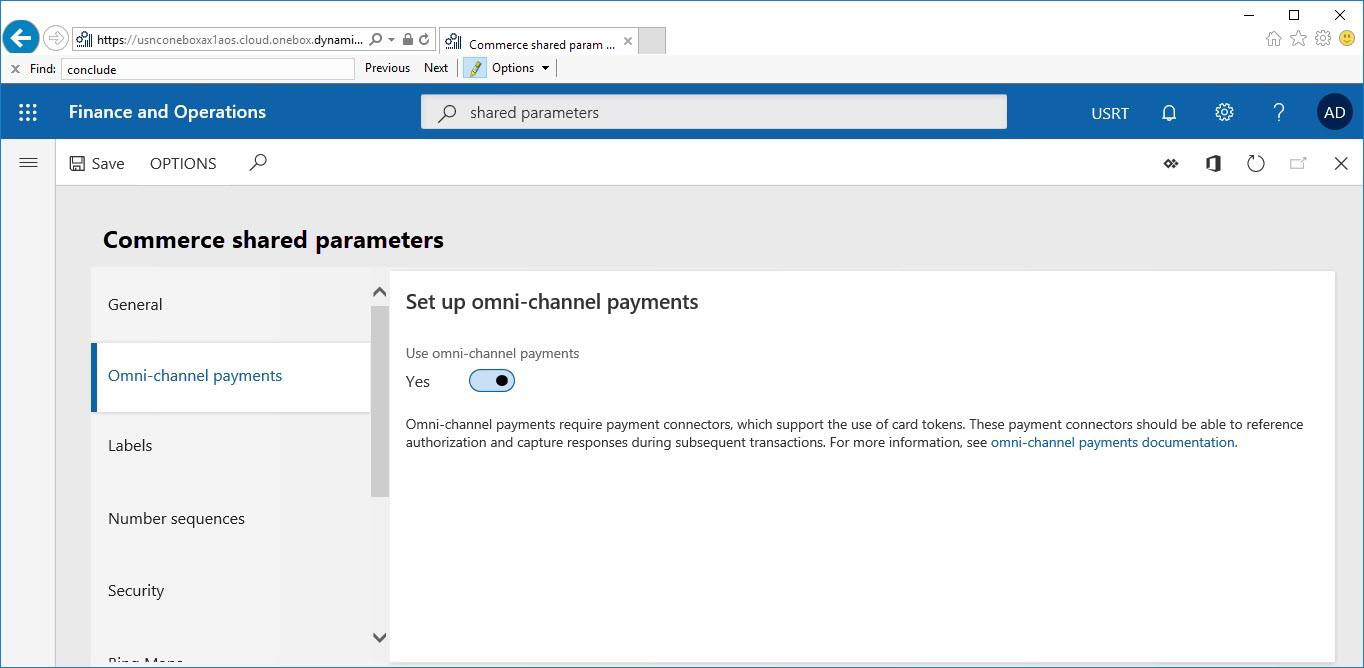 https://usnconeboxax1aos.cloud.onebox.dynami...
Commerce shared param ...
Find: conclude Previous Next Options
Finance and Operations
shared parameters
USRT
AD
Save OPTIONS
Commerce shared parameters
General
Omni-channel payments
Labels
Number sequences
Security
Bing Maps
Set up omni-channel payments
Use omni-channel payments
Yes
Omni-channel payments require payment connectors, which support the use of card tokens. These payment connectors should be able to reference
authorization and capture responses during subsequent transactions. For more information, see omni-channel payments documentation.